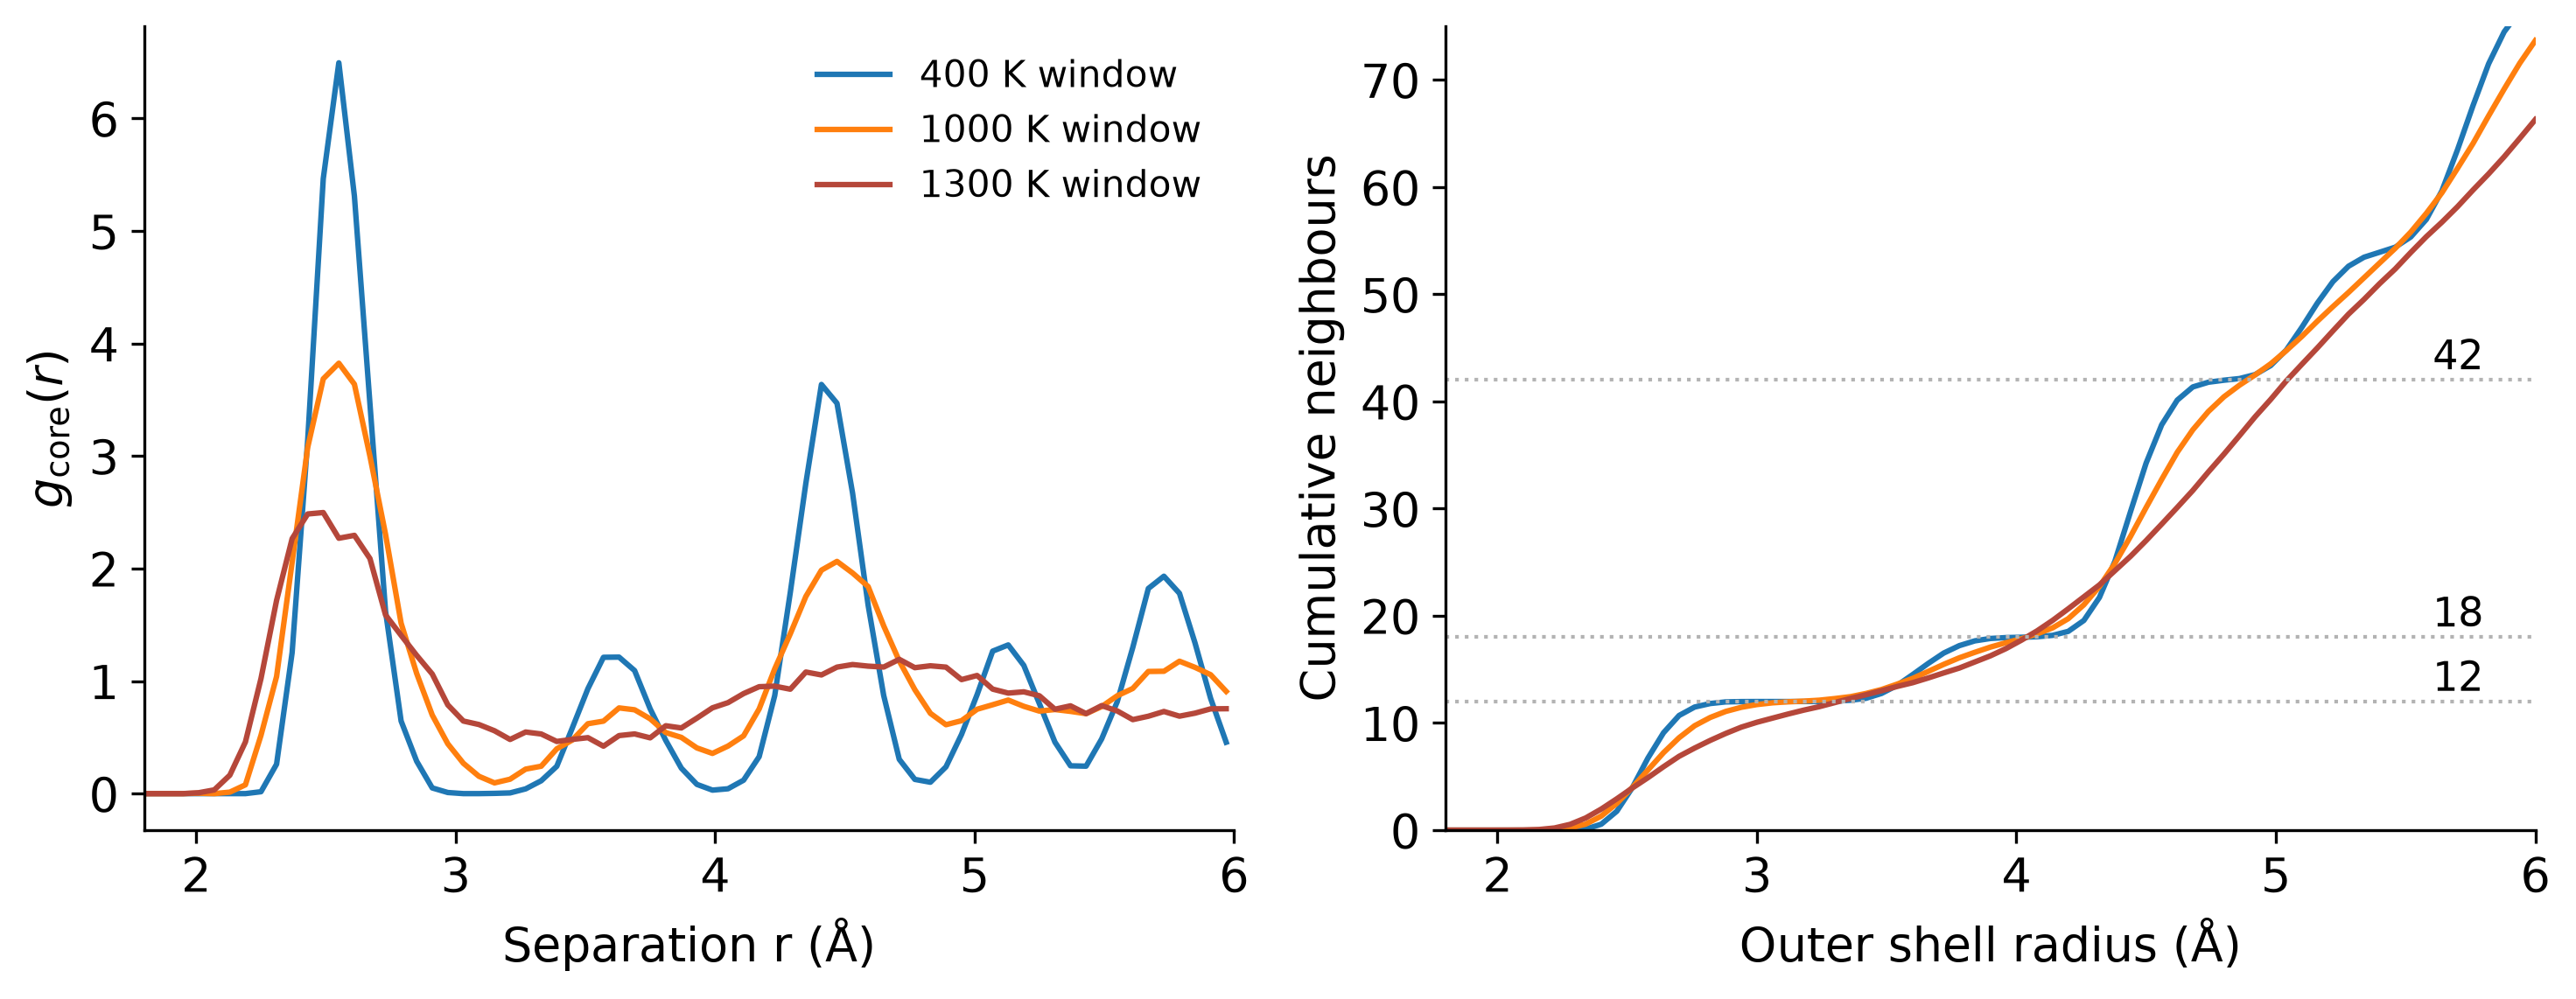 400 K window
1000 K window
1300 K window
6
5
4
3
2
1
0
g_core(r)
2 3 4 5 6
Separation r (Å)
70
60
50
40
30
20
10
0
Cumulative neighbours
42
18
12
2 3 4 5 6
Outer shell radius (Å)